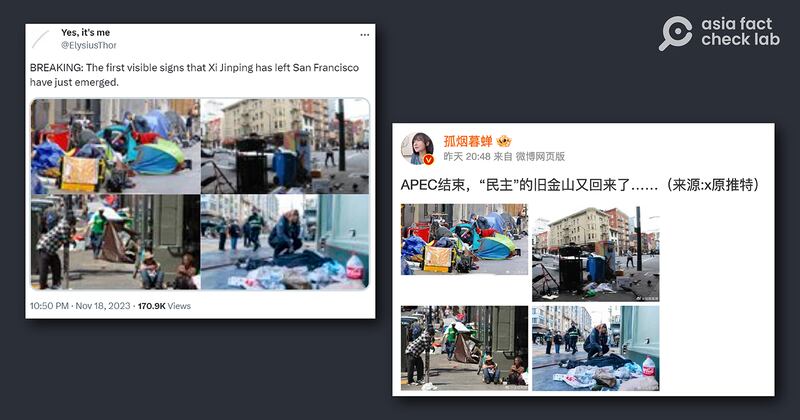 asia fact
check lab
Yes, it's me
@ElysiusThor
BREAKING: The first visible signs that Xi Jinping has left San Francisco
have just emerged.
10:50 PM · Nov 18, 2023 · 170.9K Views
孤烟暮蝉
昨天 20:48 来自 微博网页版
APEC结束，“民主”的旧金山又回来了……（来源:x原推特）